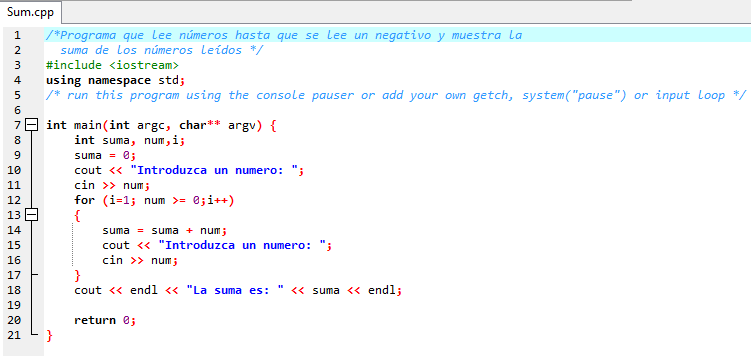 Sum.cpp
1 /*Programa que lee números hasta que se lee un negativo y muestra la
2 suma de los números leídos */
3 #include <iostream>
4 using namespace std;
5 /* run this program using the console pauser or add your own getch, system("pause") or input loop */
6
7 int main(int argc, char** argv) {
8 int suma, num,i;
9 suma = 0;
10 cout << "Introduzca un numero: ";
11 cin >> num;
12 for (i=1; num >= 0;i++)
13 {
14 suma = suma + num;
15 cout << "Introduzca un numero: ";
16 cin >> num;
17 }
18 cout << endl << "La suma es: " << suma << endl;
19
20 return 0;
21 }